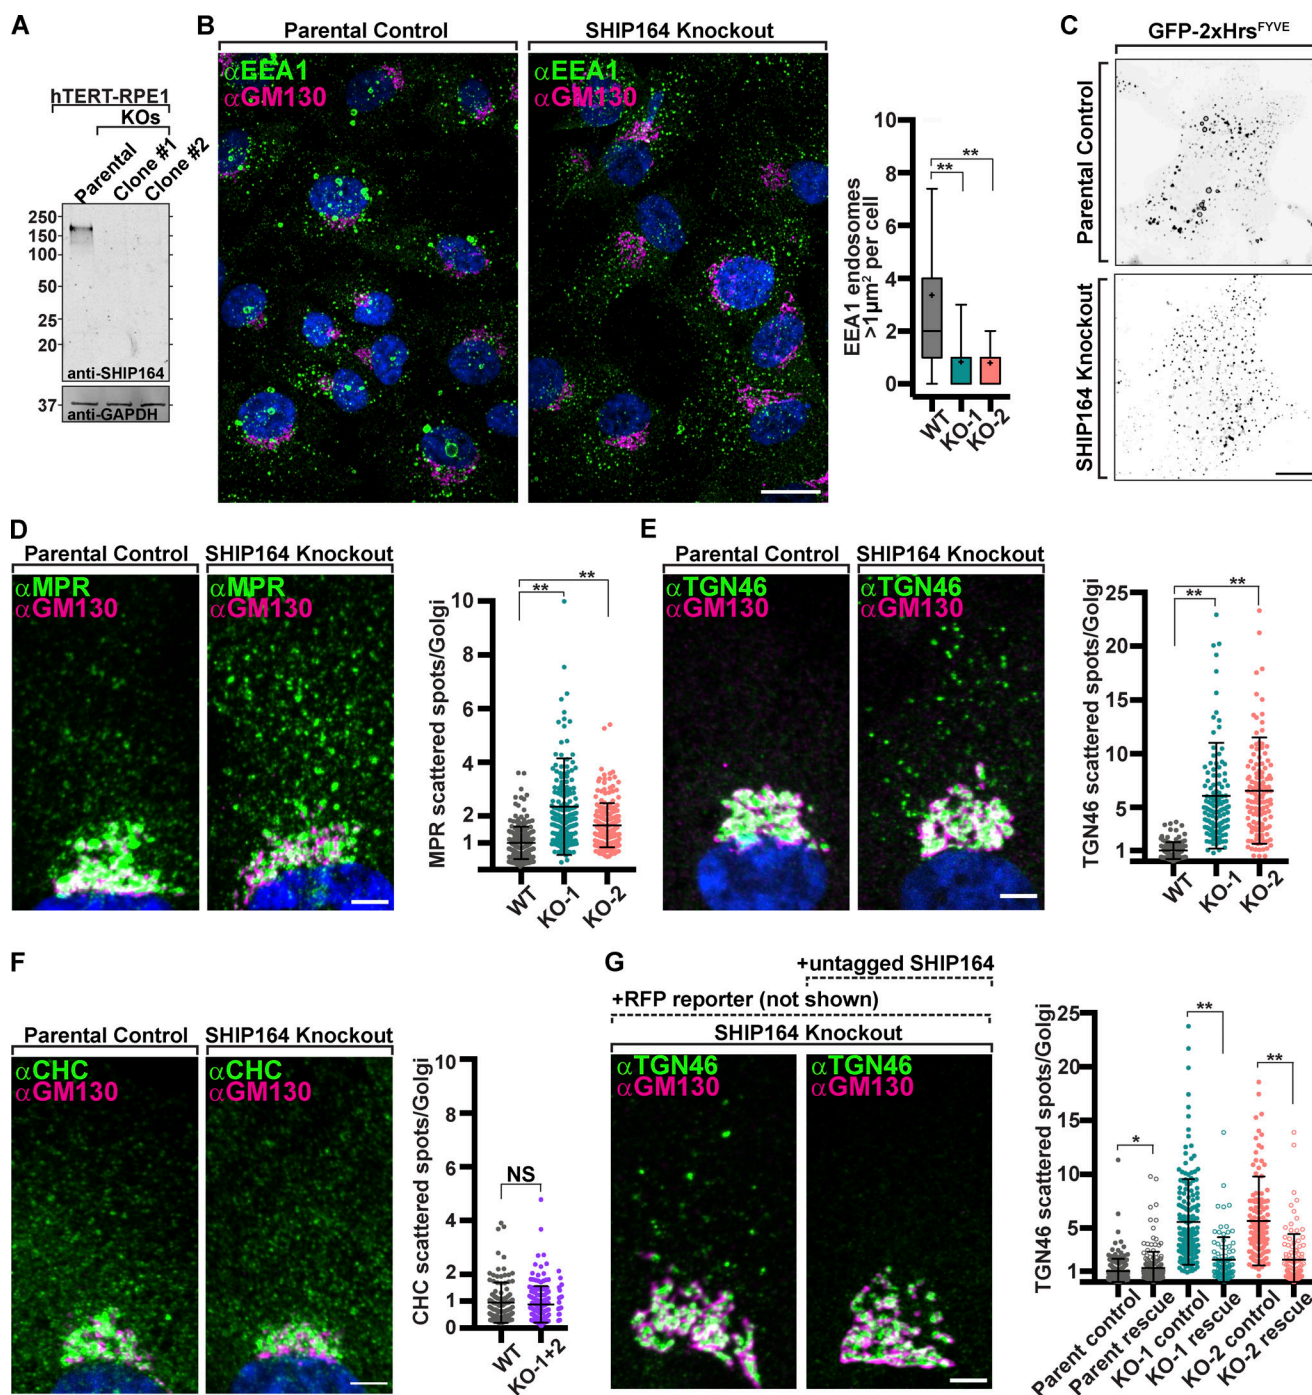 A
hTERT-RPE1
KOs
Parental
Clone #1
Clone #2
250
150
100
50
25
20
anti-SHIP164
37
anti-GAPDH
B
Parental Control
SHIP164 Knockout
αEEA1
αGM130
αEEA1
αGM130
EEA1 endosomes
>1µm² per cell
10
8
6
4
2
0
**
**
WT
KO-1
KO-2
C
GFP-2xHrsFYVE
Parental Control
SHIP164 Knockout
D
Parental Control
SHIP164 Knockout
αMPR
αGM130
αMPR
αGM130
MPR scattered spots/Golgi
10
8
6
4
2
1
**
**
WT
KO-1
KO-2
E
Parental Control
SHIP164 Knockout
αTGN46
αGM130
αTGN46
αGM130
TGN46 scattered spots/Golgi
25
20
15
10
5
1
**
**
WT
KO-1
KO-2
F
Parental Control
SHIP164 Knockout
αCHC
αGM130
αCHC
αGM130
CHC scattered spots/Golgi
10
8
6
4
2
1
0
NS
WT
KO-1+2
G
+untagged SHIP164
+RFP reporter (not shown)
SHIP164 Knockout
αTGN46
αGM130
αTGN46
αGM130
TGN46 scattered spots/Golgi
25
20
15
10
5
1
*
**
**
Parent control
Parent rescue
KO-1 control
KO-1 rescue
KO-2 control
KO-2 rescue